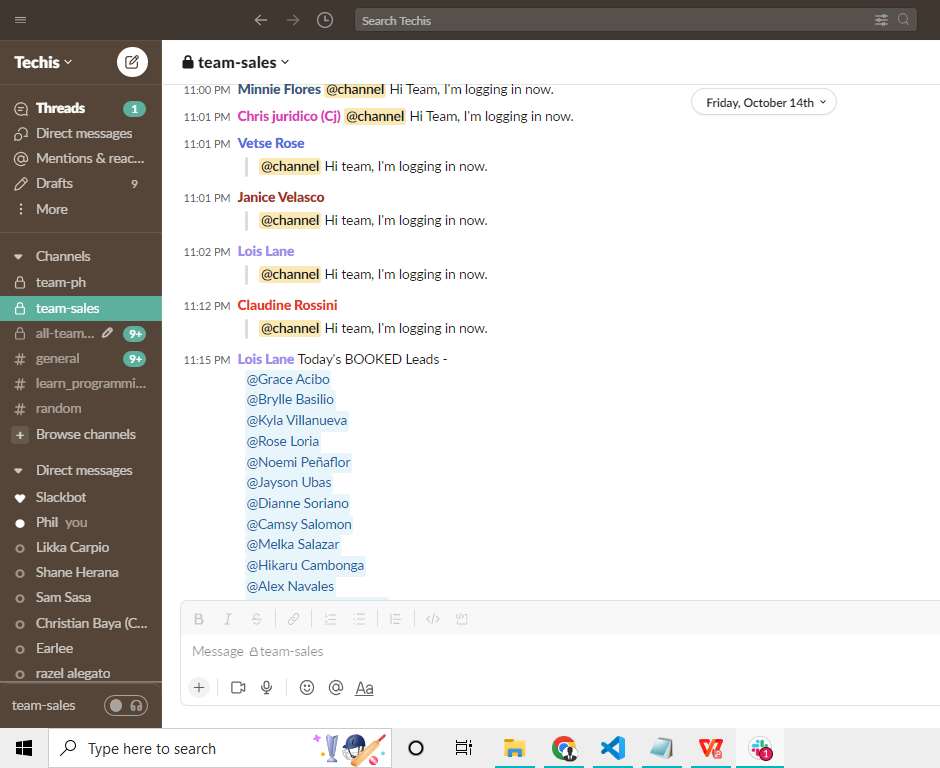 Search Techis
Techis
team-sales
Threads 1
Direct messages
Mentions & reac...
Drafts 9
More
Channels
team-ph
team-sales
all-team... 9+
general 9+
learn_programmi...
random
Browse channels
Direct messages
Slackbot
Phil you
Likka Carpio
Shane Herana
Sam Sasa
Christian Baya (C...
Earlee
razel alegato
team-sales
Friday, October 14th
11:00 PM Minnie Flores @channel Hi Team, I'm logging in now.
11:01 PM Chris juridico (Cj) @channel Hi Team, I'm logging in now.
11:01 PM Vetse Rose
@channel Hi team, I'm logging in now.
11:01 PM Janice Velasco
@channel Hi team, I'm logging in now.
11:02 PM Lois Lane
@channel Hi team, I'm logging in now.
11:12 PM Claudine Rossini
@channel Hi team, I'm logging in now.
11:15 PM Lois Lane Today's BOOKED Leads -
@Grace Acibo
@Brylle Basilio
@Kyla Villanueva
@Rose Loria
@Noemi Peñaflor
@Jayson Ubas
@Dianne Soriano
@Camsy Salomon
@Melka Salazar
@Hikaru Cambonga
@Alex Navales
B I S
Message team-sales
Aa
Type here to search
1